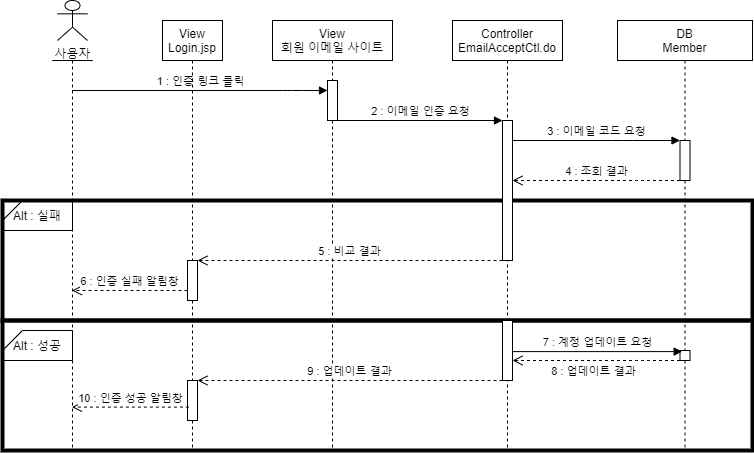 사용자
View
Login.jsp
View
회원 이메일 사이트
Controller
EmailAcceptCtl.do
DB
Member
1 : 인증 링크 클릭
2 : 이메일 인증 요청
3 : 이메일 코드 요청
4 : 조회 결과
Alt : 실패
5 : 비교 결과
6 : 인증 실패 알림창
Alt : 성공
7 : 계정 업데이트 요청
8 : 업데이트 결과
9 : 업데이트 결과
10 : 인증 성공 알림창